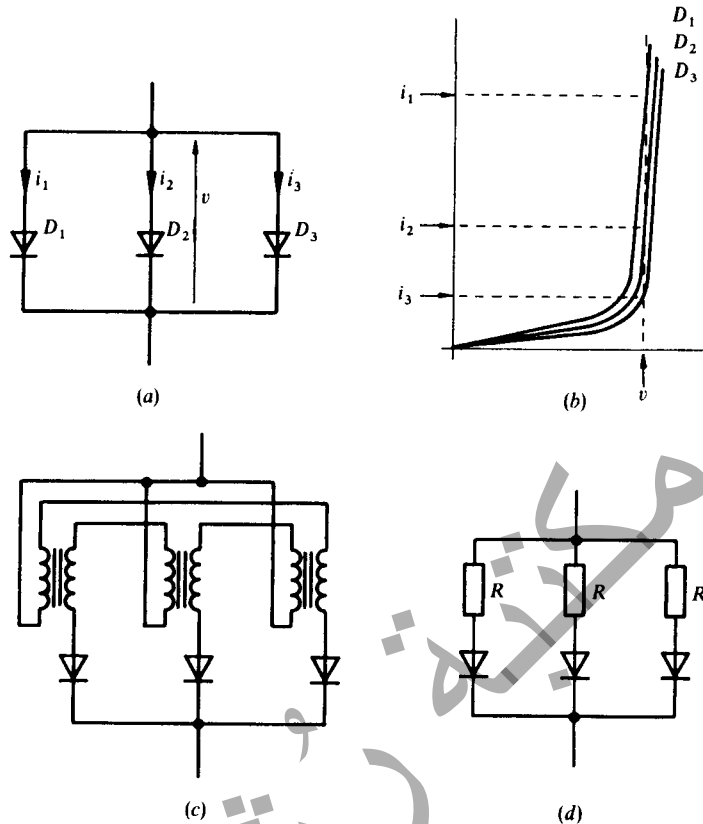 i₁
i₂
i₃
v
D₁
D₂
D₃
(a)
D₁
D₂
D₃
i₁
i₂
i₃
v
(b)
(c)
R
R
R
(d)